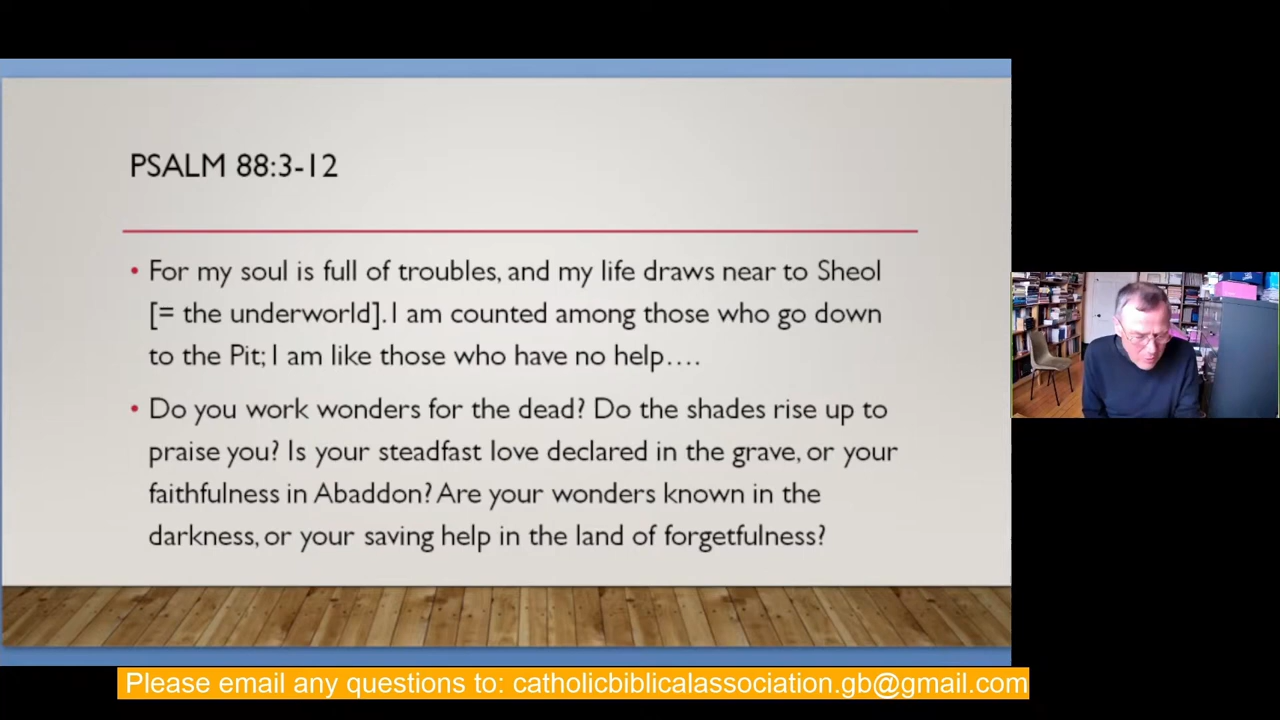 PSALM 88:3-12
• For my soul is full of troubles, and my life draws near to Sheol
[= the underworld]. I am counted among those who go down
to the Pit; I am like those who have no help….
• Do you work wonders for the dead? Do the shades rise up to
praise you? Is your steadfast love declared in the grave, or your
faithfulness in Abaddon? Are your wonders known in the
darkness, or your saving help in the land of forgetfulness?
Please email any questions to: catholicbiblicalassociation.gb@gmail.com